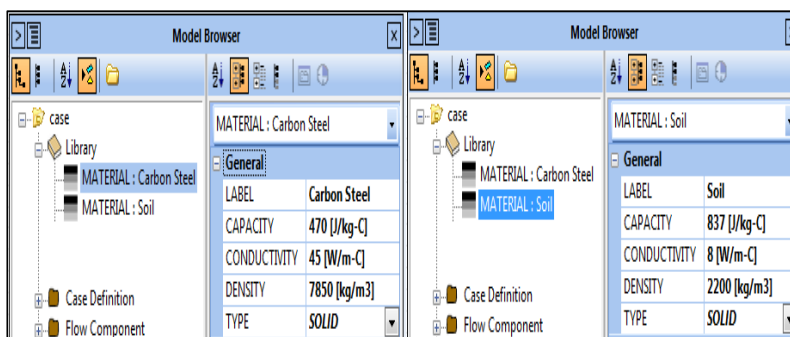 Model Browser
case
Library
MATERIAL : Carbon Steel
MATERIAL : Soil
Case Definition
Flow Component
MATERIAL : Carbon Steel
General
LABEL Carbon Steel
CAPACITY 470 [J/kg-C]
CONDUCTIVITY 45 [W/m-C]
DENSITY 7850 [kg/m3]
TYPE SOLID
Model Browser
case
Library
MATERIAL : Carbon Steel
MATERIAL : Soil
Case Definition
Flow Component
MATERIAL : Soil
General
LABEL Soil
CAPACITY 837 [J/kg-C]
CONDUCTIVITY 8 [W/m-C]
DENSITY 2200 [kg/m3]
TYPE SOLID